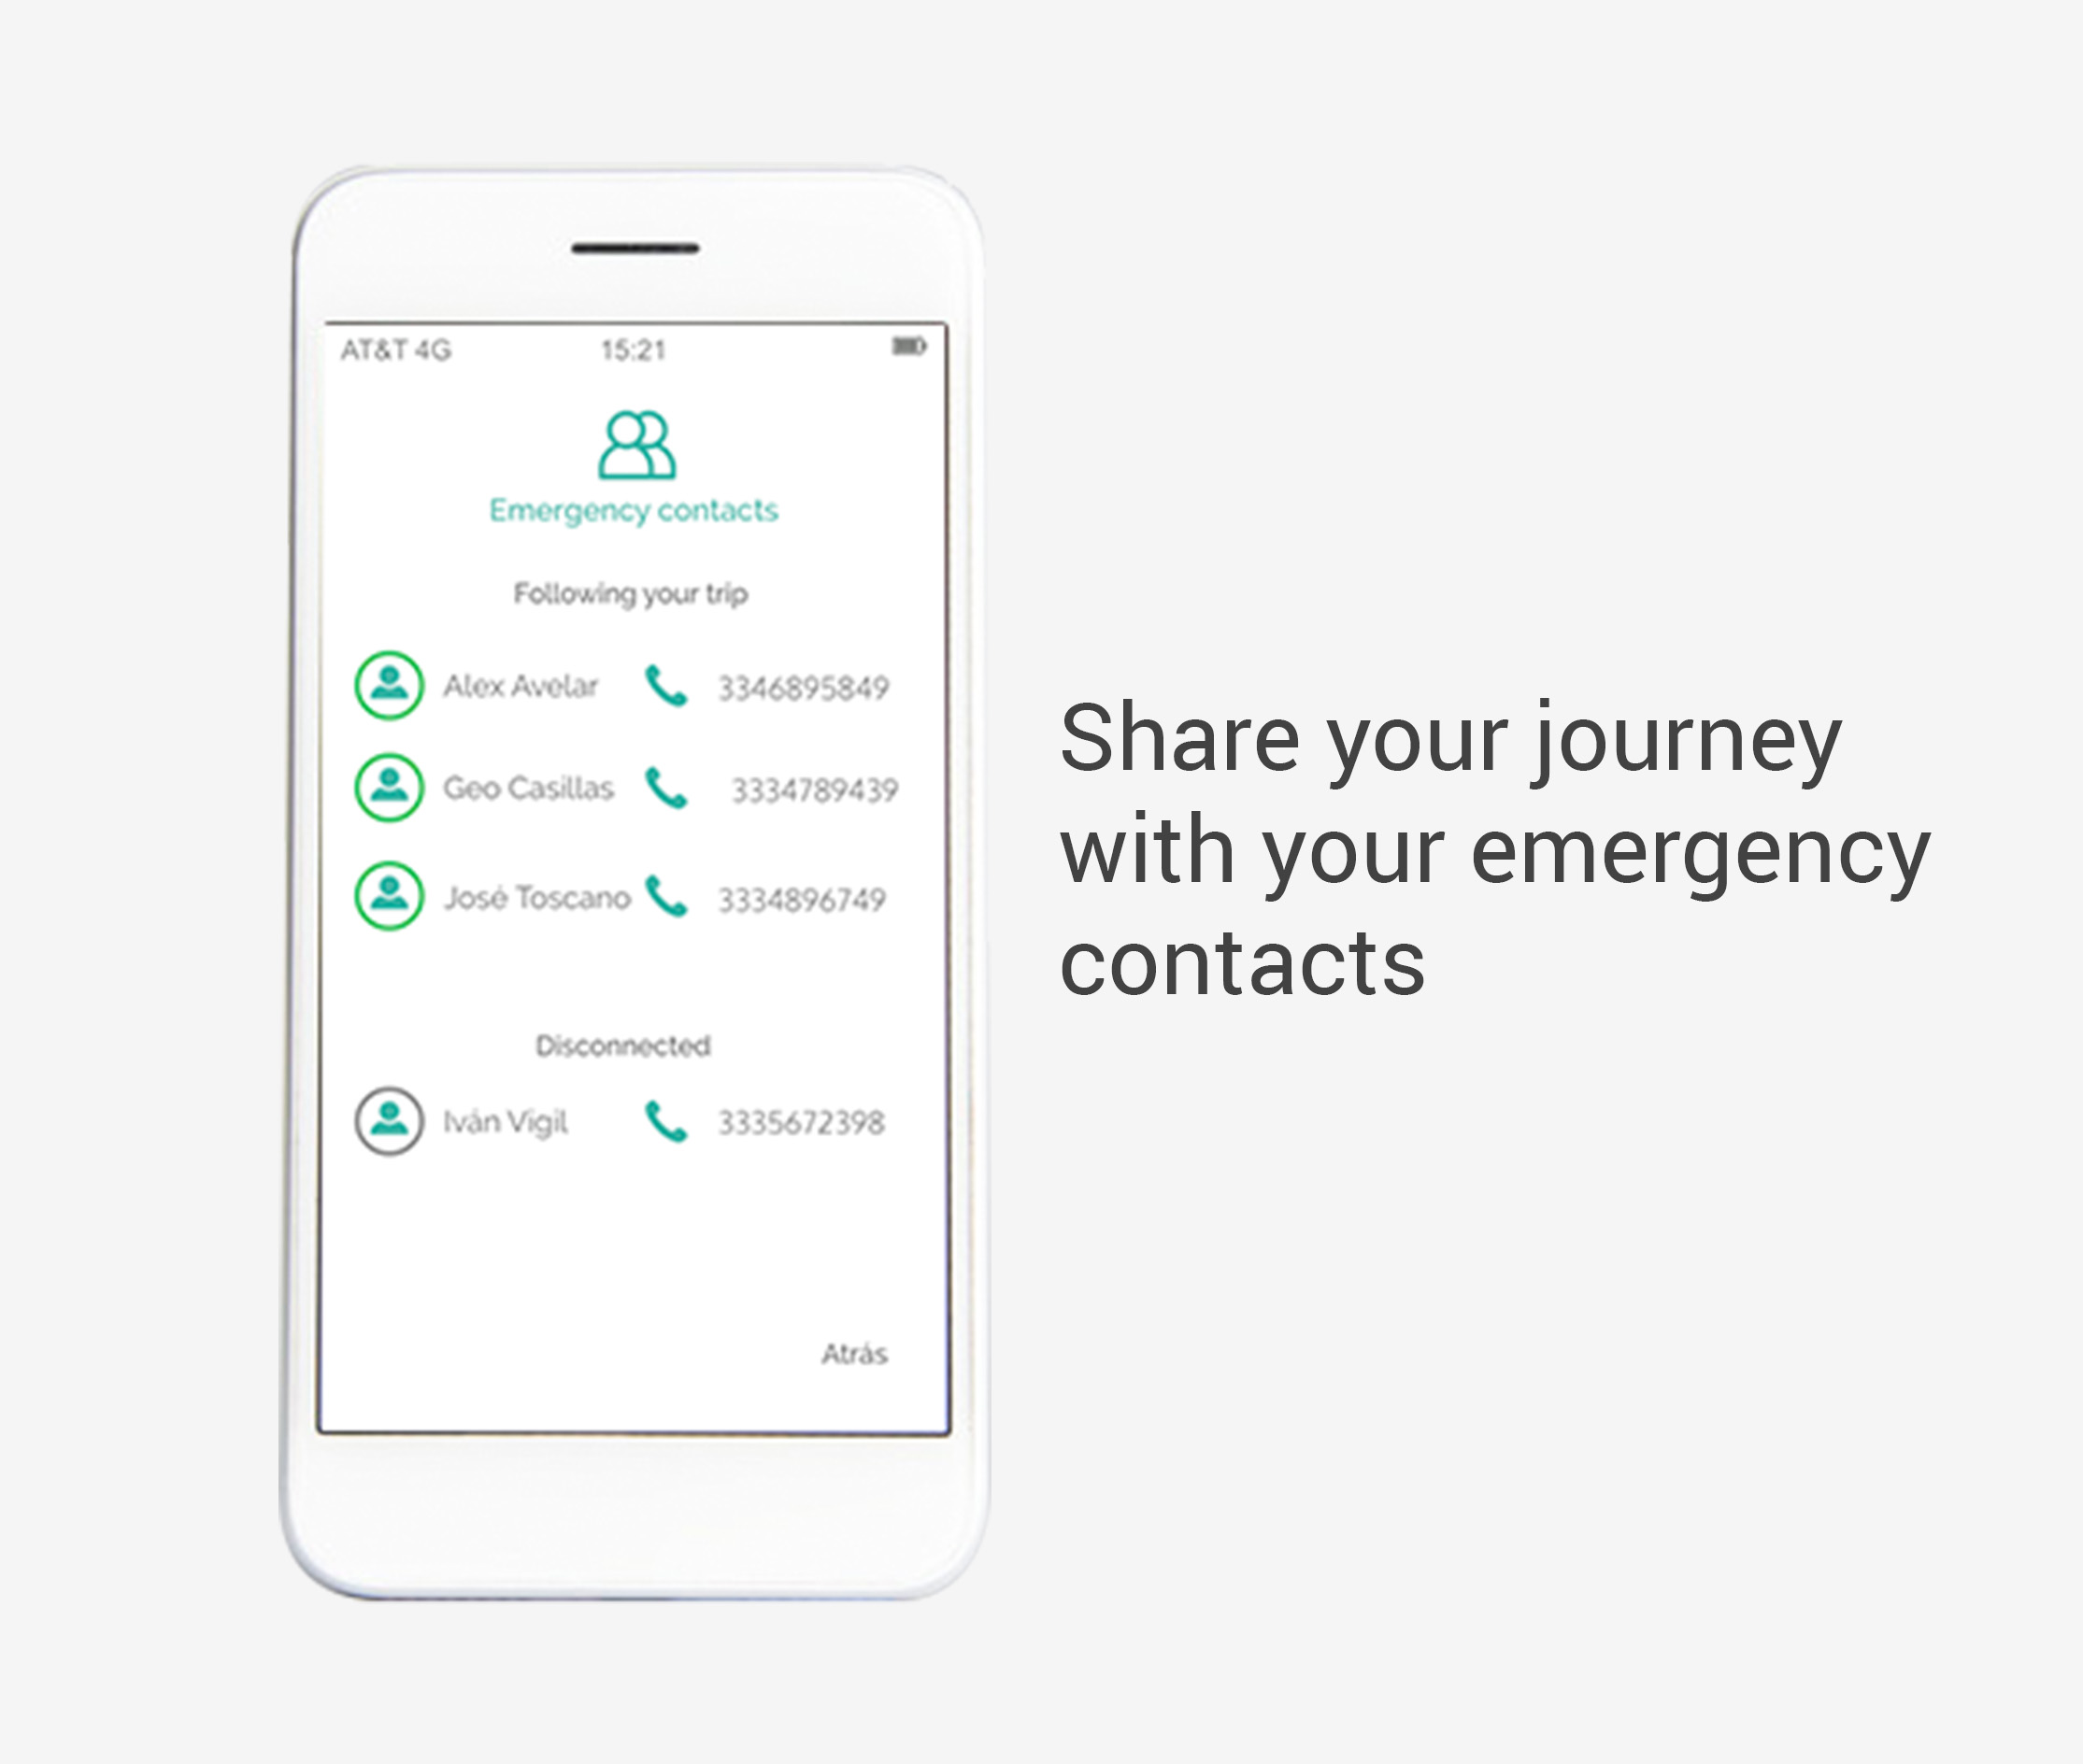 AT&T 4G 15:21
Emergency contacts
Following your trip
Alex Avelar 3346895849
Geo Casillas 3334789439
José Toscano 3334896749
Disconnected
Iván Vigil 3335672398
Atrás
Share your journey
with your emergency
contacts